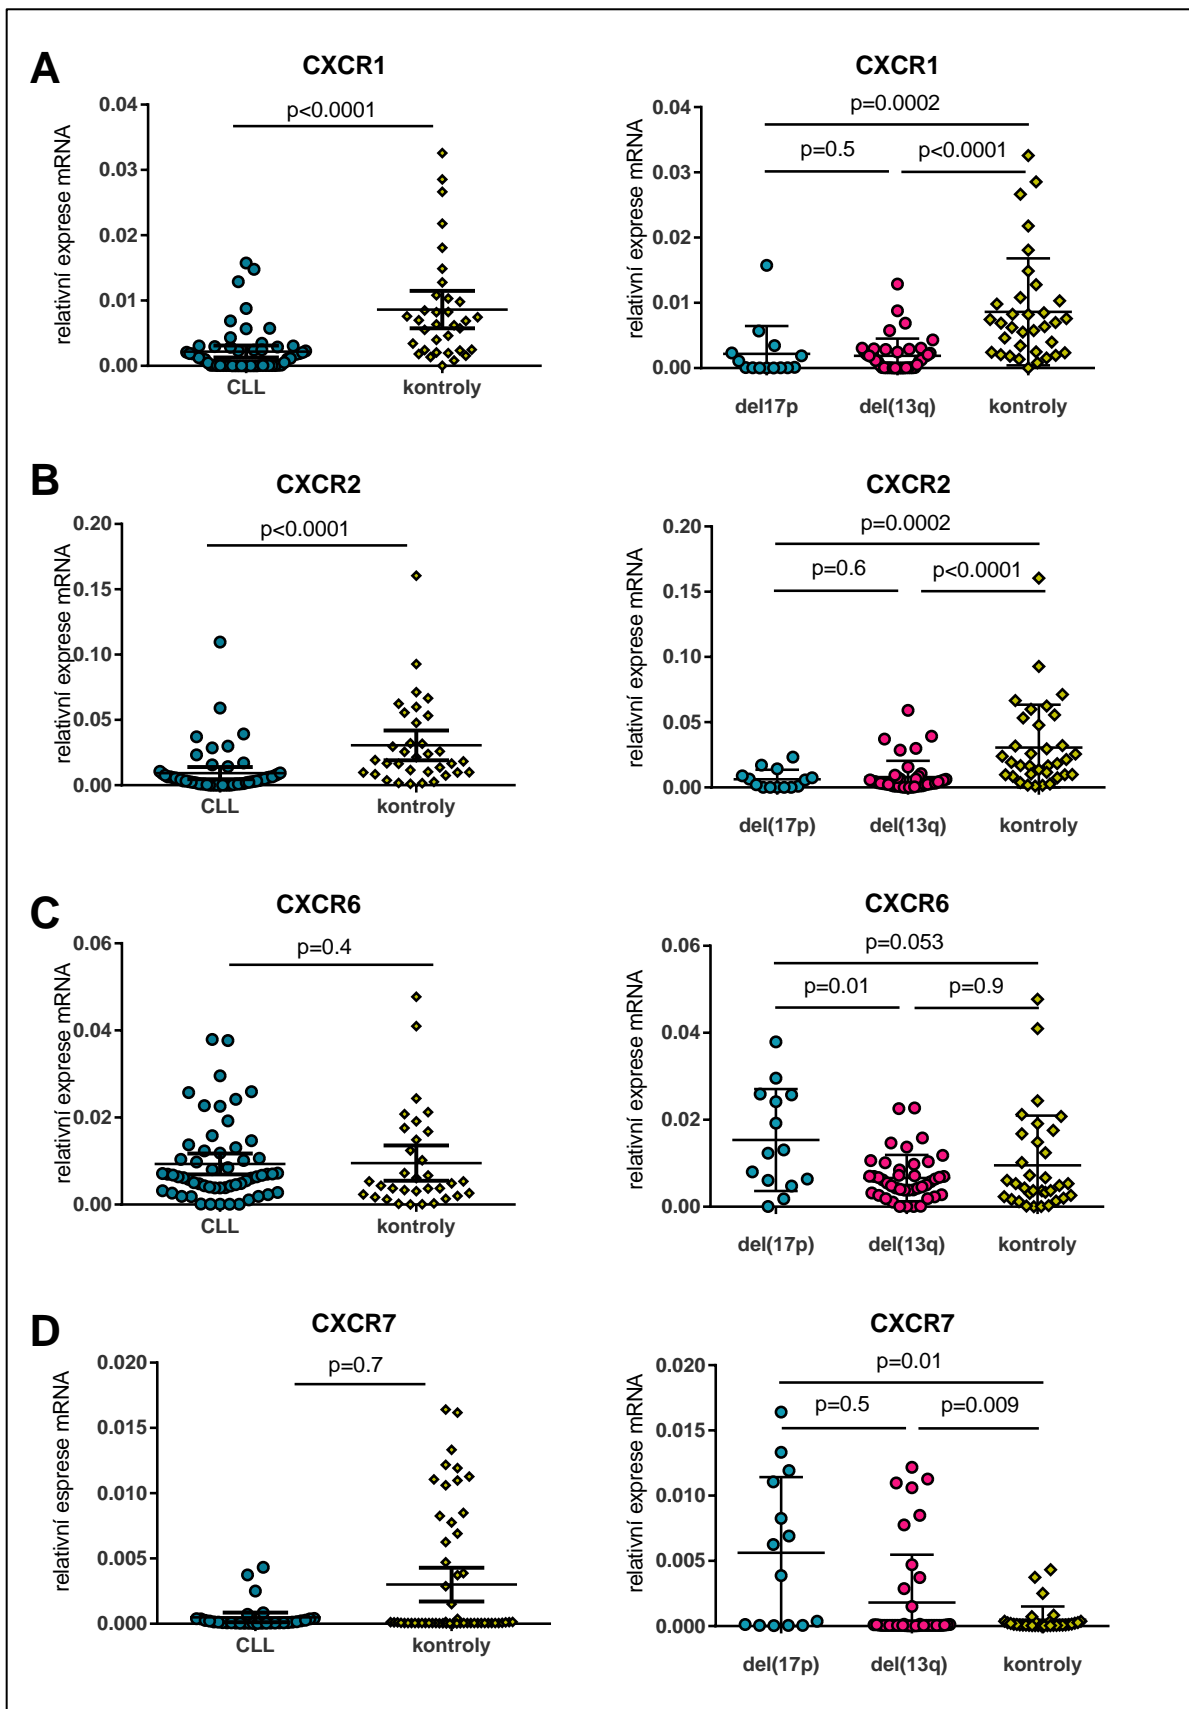 A
CXCR1
p<0.0001
relativní exprese mRNA
0.04
0.03
0.02
0.01
0.00
CLL
kontroly
CXCR1
p=0.0002
p=0.5
p<0.0001
relativní exprese mRNA
0.04
0.03
0.02
0.01
0.00
del17p
del(13q)
kontroly
B
CXCR2
p<0.0001
relativní exprese mRNA
0.20
0.15
0.10
0.05
0.00
CLL
kontroly
CXCR2
p=0.0002
p=0.6
p<0.0001
relativní exprese mRNA
0.20
0.15
0.10
0.05
0.00
del(17p)
del(13q)
kontroly
C
CXCR6
p=0.4
relativní exprese mRNA
0.06
0.04
0.02
0.00
CLL
kontroly
CXCR6
p=0.053
p=0.01
p=0.9
relativní exprese mRNA
0.06
0.04
0.02
0.00
del(17p)
del(13q)
kontroly
D
CXCR7
p=0.7
relativní esprese mRNA
0.020
0.015
0.010
0.005
0.000
CLL
kontroly
CXCR7
p=0.01
p=0.5
p=0.009
relativní exprese mRNA
0.020
0.015
0.010
0.005
0.000
del(17p)
del(13q)
kontroly